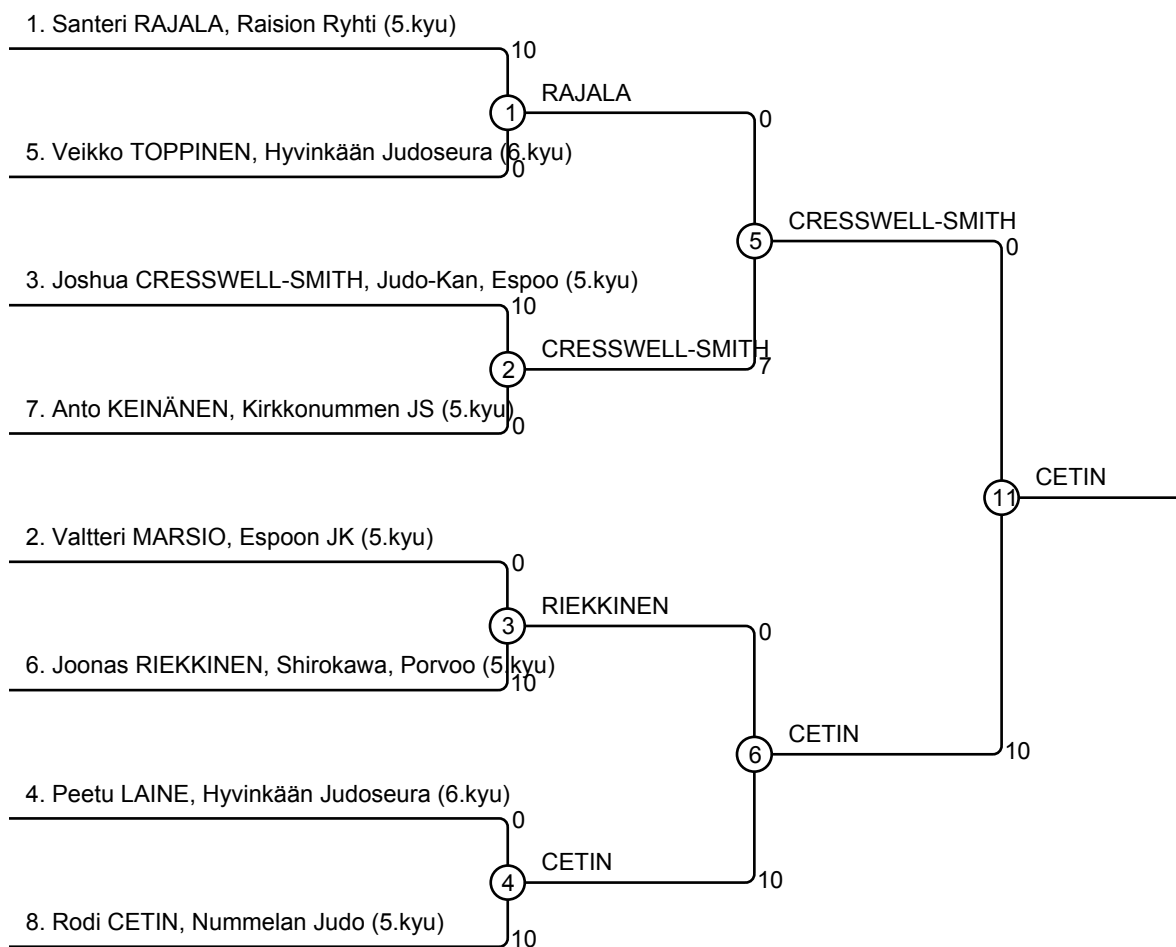 1. Santeri RAJALA, Raision Ryhti (5.kyu)
10
1
RAJALA
0
5. Veikko TOPPINEN, Hyvinkään Judoseura (6.kyu)
0
5
CRESSWELL-SMITH
0
3. Joshua CRESSWELL-SMITH, Judo-Kan, Espoo (5.kyu)
10
2
CRESSWELL-SMITH
7
7. Anto KEINÄNEN, Kirkkonummen JS (5.kyu)
0
11
CETIN
2. Valtteri MARSIO, Espoon JK (5.kyu)
0
3
RIEKKINEN
0
6. Joonas RIEKKINEN, Shirokawa, Porvoo (5.kyu)
10
6
CETIN
10
4. Peetu LAINE, Hyvinkään Judoseura (6.kyu)
0
4
CETIN
10
8. Rodi CETIN, Nummelan Judo (5.kyu)
10